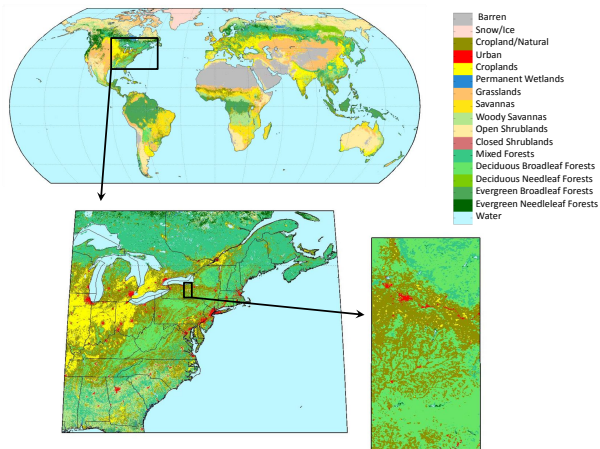 Barren
Snow/Ice
Cropland/Natural
Urban
Croplands
Permanent Wetlands
Grasslands
Savannas
Woody Savannas
Open Shrublands
Closed Shrublands
Mixed Forests
Deciduous Broadleaf Forests
Deciduous Needleaf Forests
Evergreen Broadleaf Forests
Evergreen Needleleaf Forests
Water